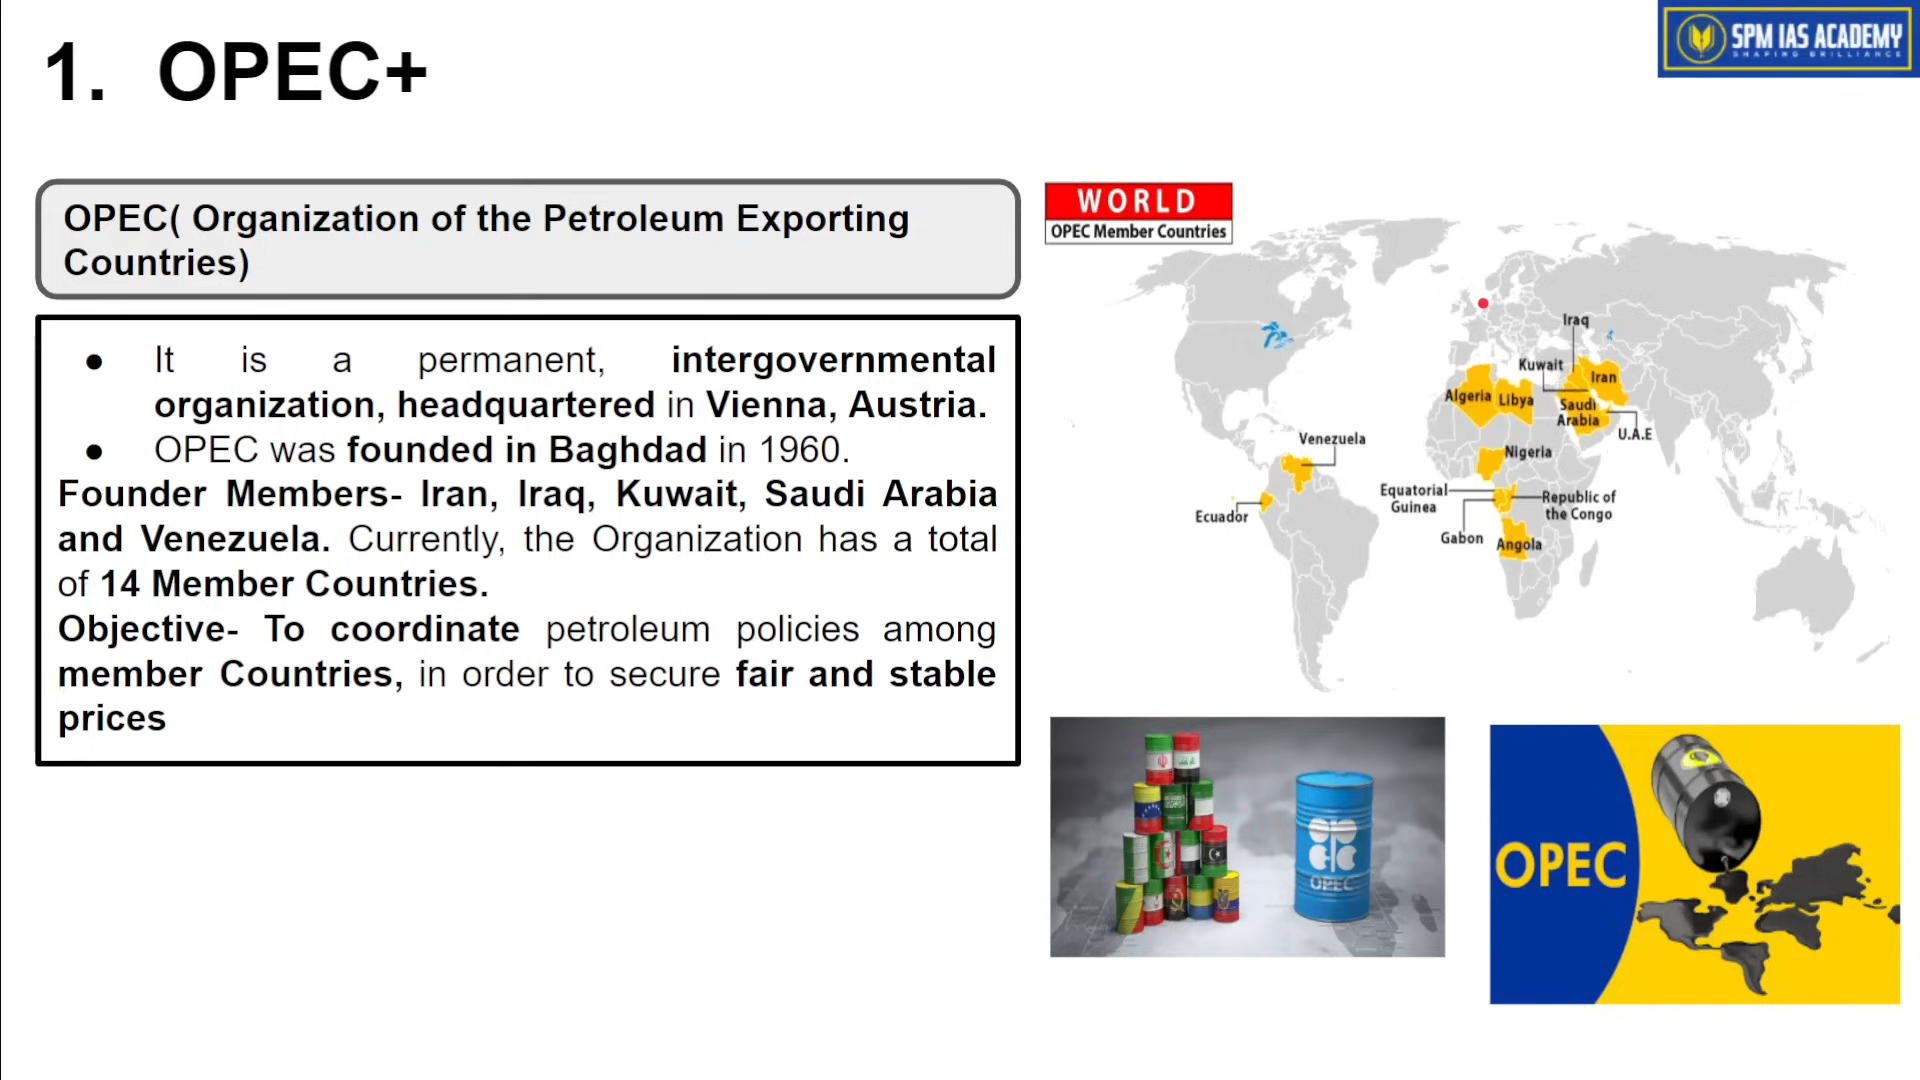 1. OPEC+
SPM IAS ACADEMY
SHAPING BRILLIANCE
OPEC( Organization of the Petroleum Exporting
Countries)
● It is a permanent, intergovernmental
organization, headquartered in Vienna, Austria.
● OPEC was founded in Baghdad in 1960.
Founder Members- Iran, Iraq, Kuwait, Saudi Arabia
and Venezuela. Currently, the Organization has a total
of 14 Member Countries.
Objective- To coordinate petroleum policies among
member Countries, in order to secure fair and stable
prices
WORLD
OPEC Member Countries
Iraq
Kuwait
Iran
Algeria
Libya
Saudi
Arabia
U.A.E
Venezuela
Nigeria
Equatorial
Guinea
Republic of
the Congo
Ecuador
Gabon
Angola
OPEC
OPEC